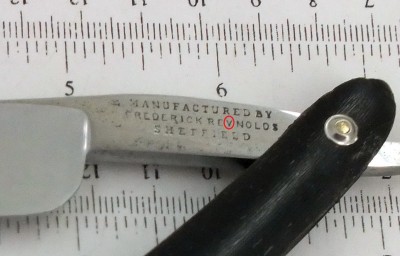 5 6
MANUFACTURED BY
FREDERICK REYNOLDS
SHEFFIELD